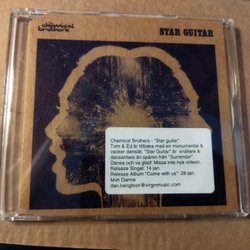 the chemical brothers
STAR GUITAR
Chemical Brothers - "Star guitar"
Tom & Ed är tillbaka med en monumental &
vacker danslåt. "Star Guitar" är snällare &
dansantare än spåren från "Surrender".
Dansa och va glad! Missa inte nya videon.
Release Singel: 14 jan.
Release Album "Come with us": 28 jan.
Mvh Danne
dan.bengtson@virginmusic.com